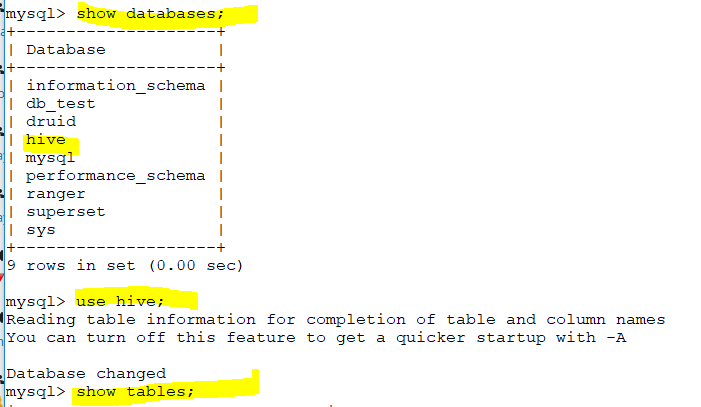 mysql> show databases;
+--------------------+
| Database           |
+--------------------+
| information_schema |
| db_test            |
| druid              |
| hive               |
| mysql              |
| performance_schema |
| ranger             |
| superset           |
| sys                |
+--------------------+
9 rows in set (0.00 sec)
mysql> use hive;
Reading table information for completion of table and column names
You can turn off this feature to get a quicker startup with -A
Database changed
mysql> show tables;